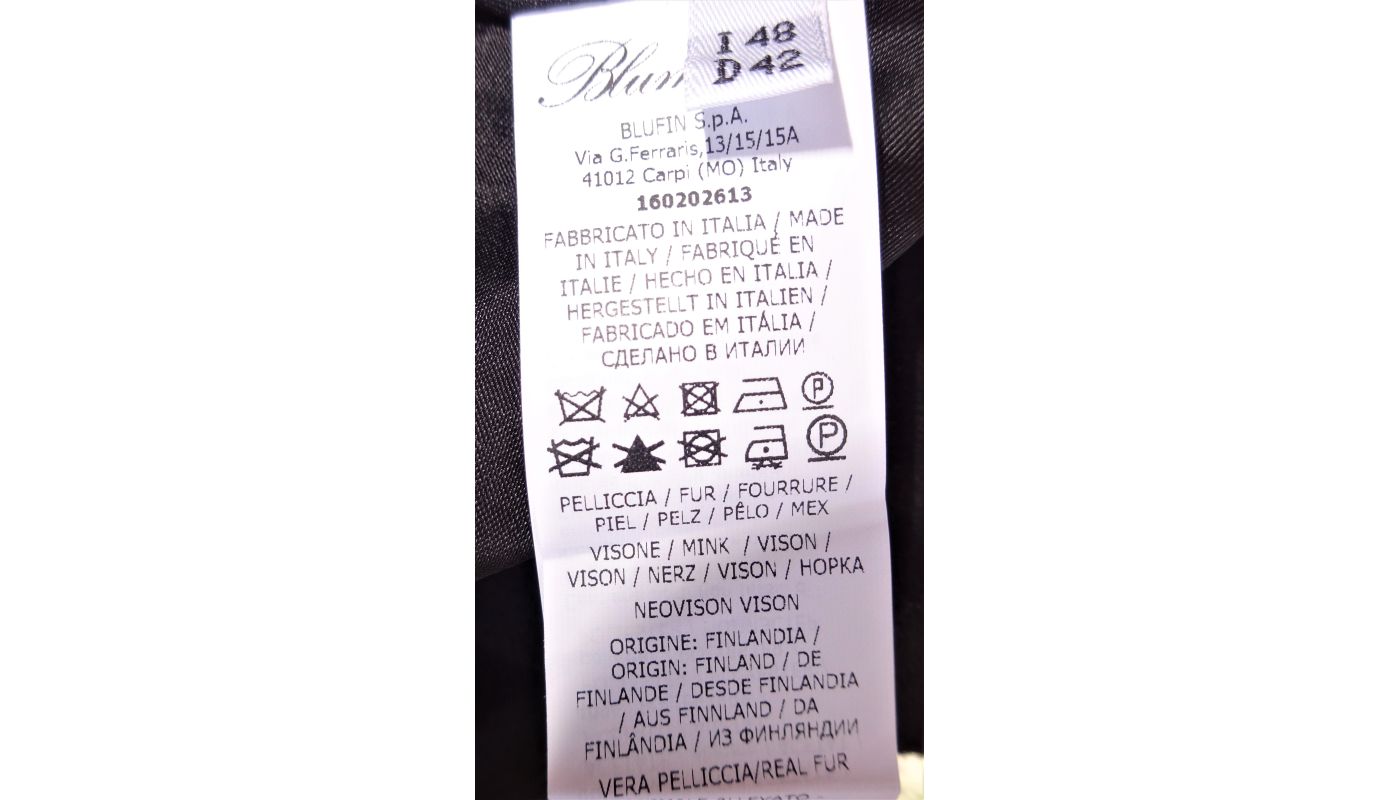 I 48
D 42
BLUFIN S.p.A.
Via G.Ferraris,13/15/15A
41012 Carpi (MO) Italy
160202613
FABBRICATO IN ITALIA / MADE
IN ITALY / FABRIQUÉ EN
ITALIE / HECHO EN ITALIA /
HERGESTELLT IN ITALIEN /
FABRICADO EM ITÁLIA /
СДЕЛАНО В ИТАЛИИ
P
P
PELLICCIA / FUR / FOURRURE /
PIEL / PELZ / PÊLO / МЕХ
VISONE / MINK / VISON /
VISON / NERZ / VISON / НОРКА
NEOVISON VISON
ORIGINE: FINLANDIA /
ORIGIN: FINLAND / DE
FINLANDE / DESDE FINLANDIA
/ AUS FINNLAND / DA
FINLÂNDIA / ИЗ ФИНЛЯНДИИ
VERA PELLICCIA/REAL FUR